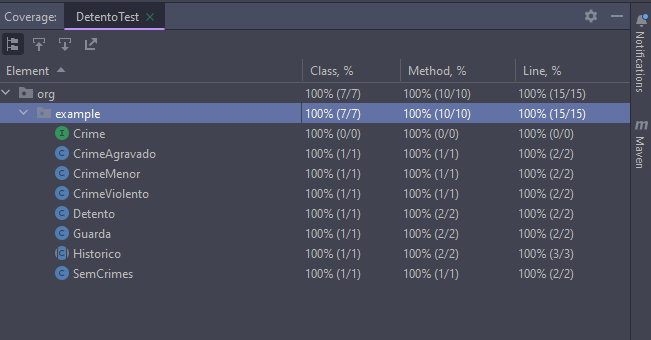 Coverage: DetentoTest
Element Class, % Method, % Line, %
org 100% (7/7) 100% (10/10) 100% (15/15)
example 100% (7/7) 100% (10/10) 100% (15/15)
I Crime 100% (0/0) 100% (0/0) 100% (0/0)
C CrimeAgravado 100% (1/1) 100% (1/1) 100% (2/2)
C CrimeMenor 100% (1/1) 100% (1/1) 100% (2/2)
C CrimeViolento 100% (1/1) 100% (1/1) 100% (2/2)
C Detento 100% (1/1) 100% (2/2) 100% (2/2)
C Guarda 100% (1/1) 100% (2/2) 100% (2/2)
C Historico 100% (1/1) 100% (2/2) 100% (3/3)
C SemCrimes 100% (1/1) 100% (1/1) 100% (2/2)
Notifications
m Maven